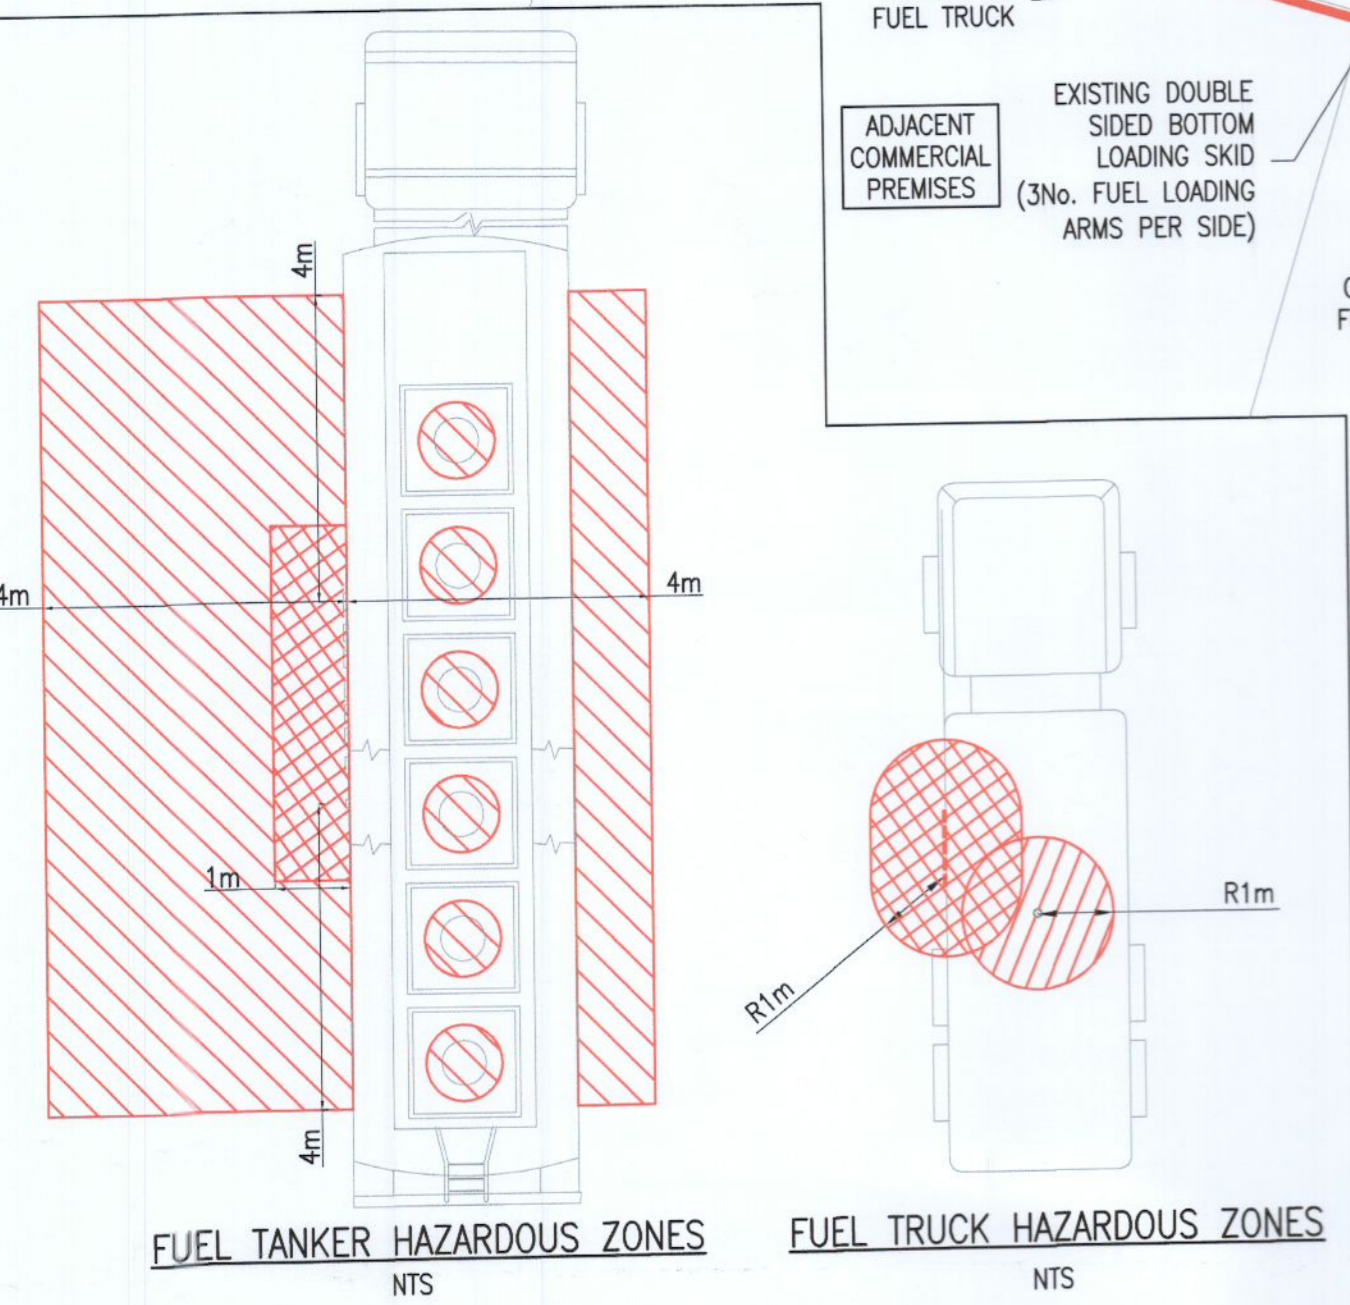 FUEL TRUCK
ADJACENT
COMMERCIAL
PREMISES
EXISTING DOUBLE
SIDED BOTTOM
LOADING SKID
(3No. FUEL LOADING
ARMS PER SIDE)
4m
4m
4m
1m
4m
R1m
R1m
FUEL TANKER HAZARDOUS ZONES
NTS
FUEL TRUCK HAZARDOUS ZONES
NTS